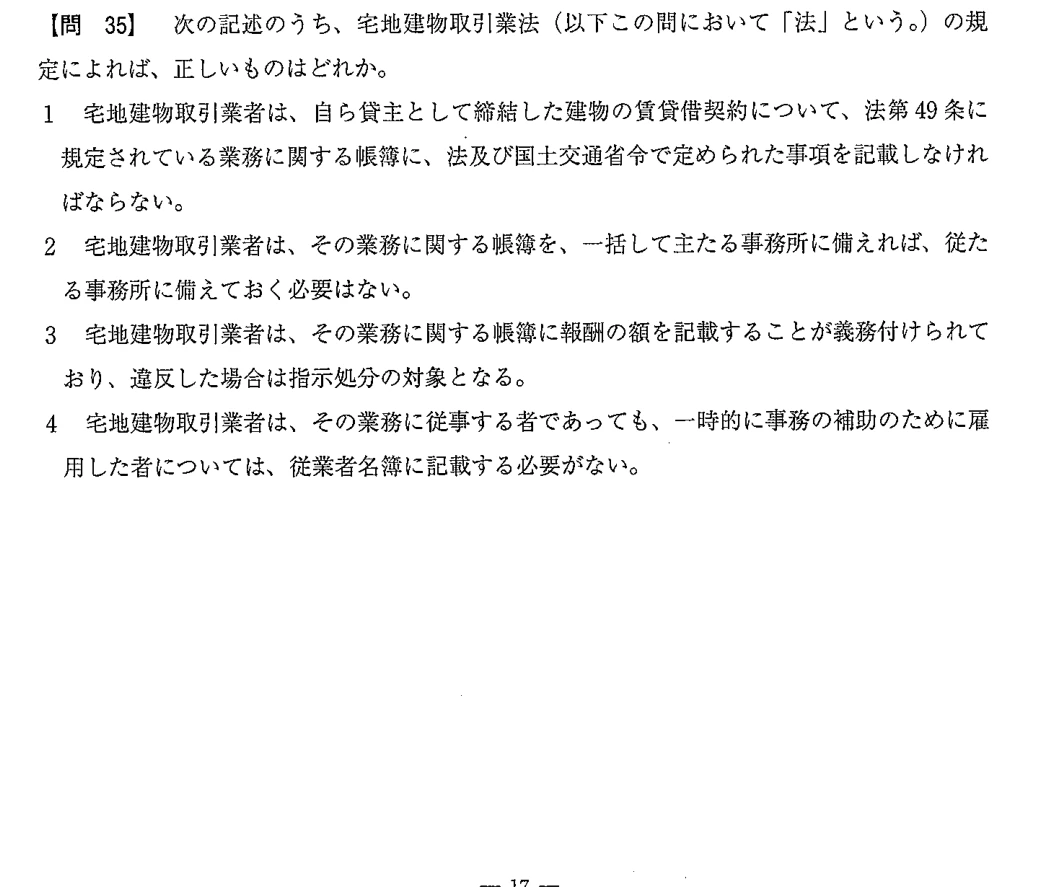 【問 35】 次の記述のうち、宅地建物取引業法（以下この問において「法」という。）の規
定によれば、正しいものはどれか。
1 宅地建物取引業者は、自ら貸主として締結した建物の賃貸借契約について、法第49条に
規定されている業務に関する帳簿に、法及び国土交通省令で定められた事項を記載しなけれ
ばならない。
2 宅地建物取引業者は、その業務に関する帳簿を、一括して主たる事務所に備えれば、従た
る事務所に備えておく必要はない。
3 宅地建物取引業者は、その業務に関する帳簿に報酬の額を記載することが義務付けられて
おり、違反した場合は指示処分の対象となる。
4 宅地建物取引業者は、その業務に従事する者であっても、一時的に事務の補助のために雇
用した者については、従業者名簿に記載する必要がない。
— 17 —